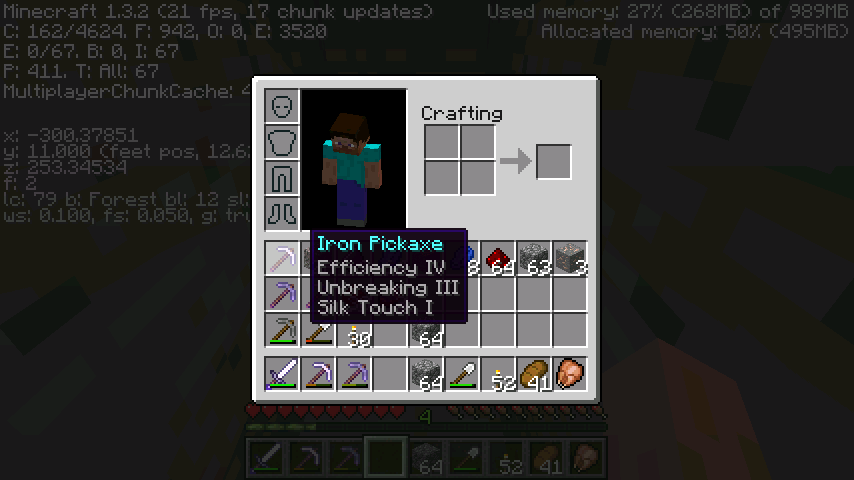 Minecraft 1.3.2 (21 fps, 17 chunk updates)
Used memory: 27% (268MB) of 989MB
C: 162/4624. F: 942, O: 0, E: 3520
Allocated memory: 50% (495MB)
E: 0/67. B: 0, I: 67
P: 411. T: All: 67
MultiplayerChunkCache: 4
x: -300.37851
y: 11.000 (feet pos, 12.6
z: 253.34534
f: 2
lc: 79 b: Forest bl: 12 sl:
ws: 0.100, fs: 0.050, g: tru
Crafting
Iron Pickaxe
Efficiency IV
Unbreaking III
Silk Touch I
8 64 63 3
30 64
64 52 41
4
64 52 41